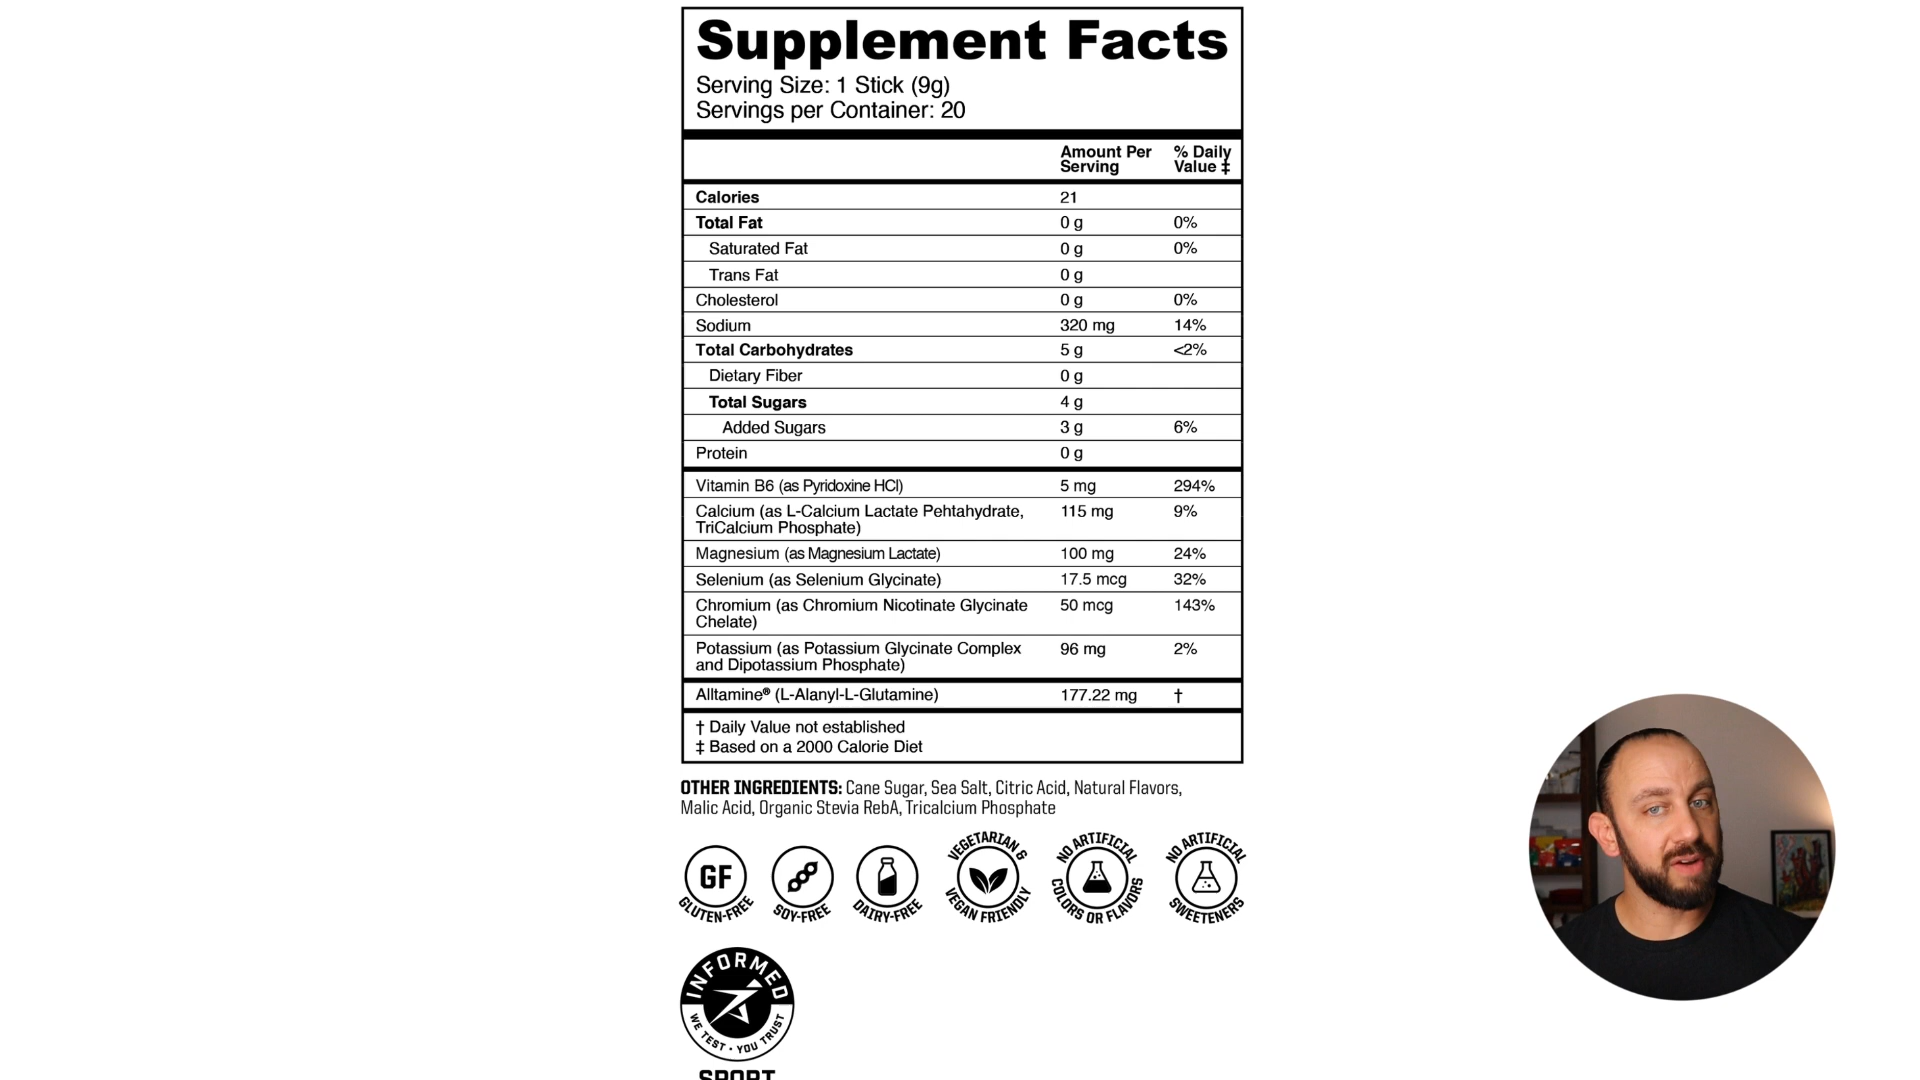 Supplement Facts
Serving Size: 1 Stick (9g)
Servings per Container: 20
Amount Per Serving % Daily Value ‡
Calories 21
Total Fat 0 g 0%
Saturated Fat 0 g 0%
Trans Fat 0 g
Cholesterol 0 g 0%
Sodium 320 mg 14%
Total Carbohydrates 5 g <2%
Dietary Fiber 0 g
Total Sugars 4 g
Added Sugars 3 g 6%
Protein 0 g
Vitamin B6 (as Pyridoxine HCl) 5 mg 294%
Calcium (as L-Calcium Lactate Pehtahydrate, 115 mg 9%
TriCalcium Phosphate)
Magnesium (as Magnesium Lactate) 100 mg 24%
Selenium (as Selenium Glycinate) 17.5 mcg 32%
Chromium (as Chromium Nicotinate Glycinate 50 mcg 143%
Chelate)
Potassium (as Potassium Glycinate Complex 96 mg 2%
and Dipotassium Phosphate)
Alltamine® (L-Alanyl-L-Glutamine) 177.22 mg †
† Daily Value not established
‡ Based on a 2000 Calorie Diet
OTHER INGREDIENTS: Cane Sugar, Sea Salt, Citric Acid, Natural Flavors,
Malic Acid, Organic Stevia RebA, Tricalcium Phosphate
GF GLUTEN-FREE
SOY-FREE
DAIRY-FREE
VEGETARIAN & VEGAN FRIENDLY
NO ARTIFICIAL COLORS OR FLAVORS
NO ARTIFICIAL SWEETENERS
INFORMED
WE TEST · YOU TRUST
SPORT